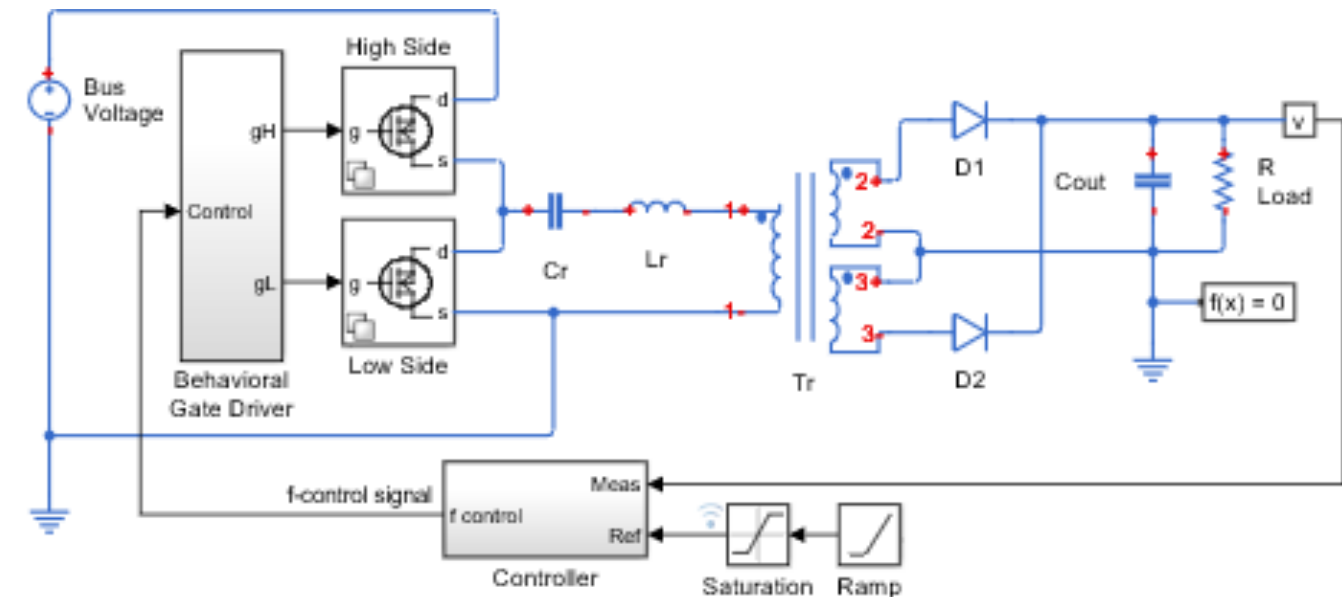 High Side
Bus
Voltage
gH
g
d
s
Control
gL
g
d
s
Low Side
Behavioral
Gate Driver
Cr
Lr
1
1
Tr
2
2
3
3
D1
D2
Cout
R
Load
v
f(x) = 0
f-control signal
f control
Meas
Ref
Controller
Saturation
Ramp